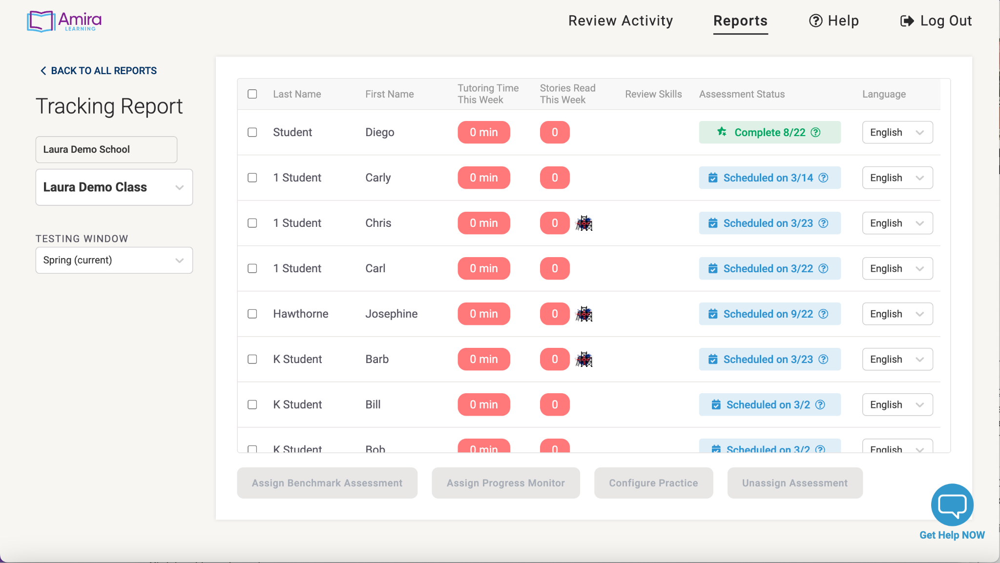 Amira
LEARNING
Review Activity
Reports
Help
Log Out
BACK TO ALL REPORTS
Tracking Report
Laura Demo School
Laura Demo Class
TESTING WINDOW
Spring (current)
Last Name First Name Tutoring Time This Week Stories Read This Week Review Skills Assessment Status Language
Student Diego 0 min 0 Complete 8/22 English
1 Student Carly 0 min 0 Scheduled on 3/14 English
1 Student Chris 0 min 0 Scheduled on 3/23 English
1 Student Carl 0 min 0 Scheduled on 3/22 English
Hawthorne Josephine 0 min 0 Scheduled on 9/22 English
K Student Barb 0 min 0 Scheduled on 3/23 English
K Student Bill 0 min 0 Scheduled on 3/2 English
K Student Bob 0 min 0 Scheduled on 3/2 English
Assign Benchmark Assessment
Assign Progress Monitor
Configure Practice
Unassign Assessment
Get Help NOW